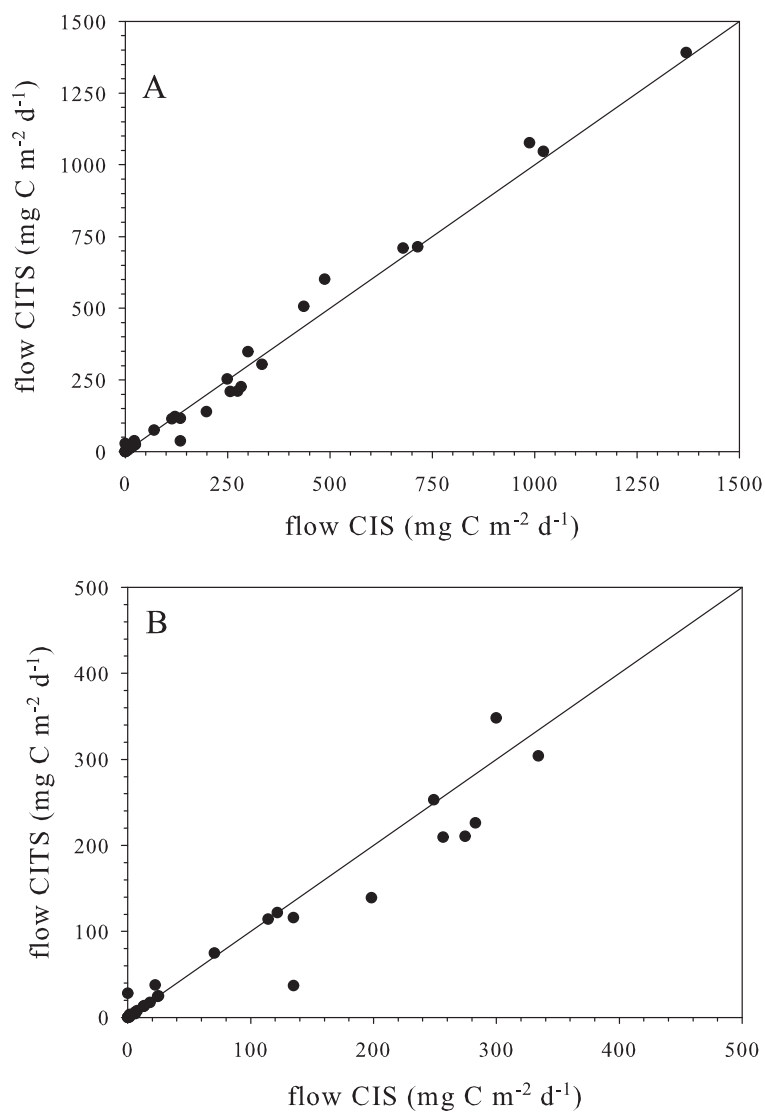 A
1500
1250
1000
750
500
250
0
flow CITS (mg C m⁻² d⁻¹)
0 250 500 750 1000 1250 1500
flow CIS (mg C m⁻² d⁻¹)
B
500
400
300
200
100
0
flow CITS (mg C m⁻² d⁻¹)
0 100 200 300 400 500
flow CIS (mg C m⁻² d⁻¹)